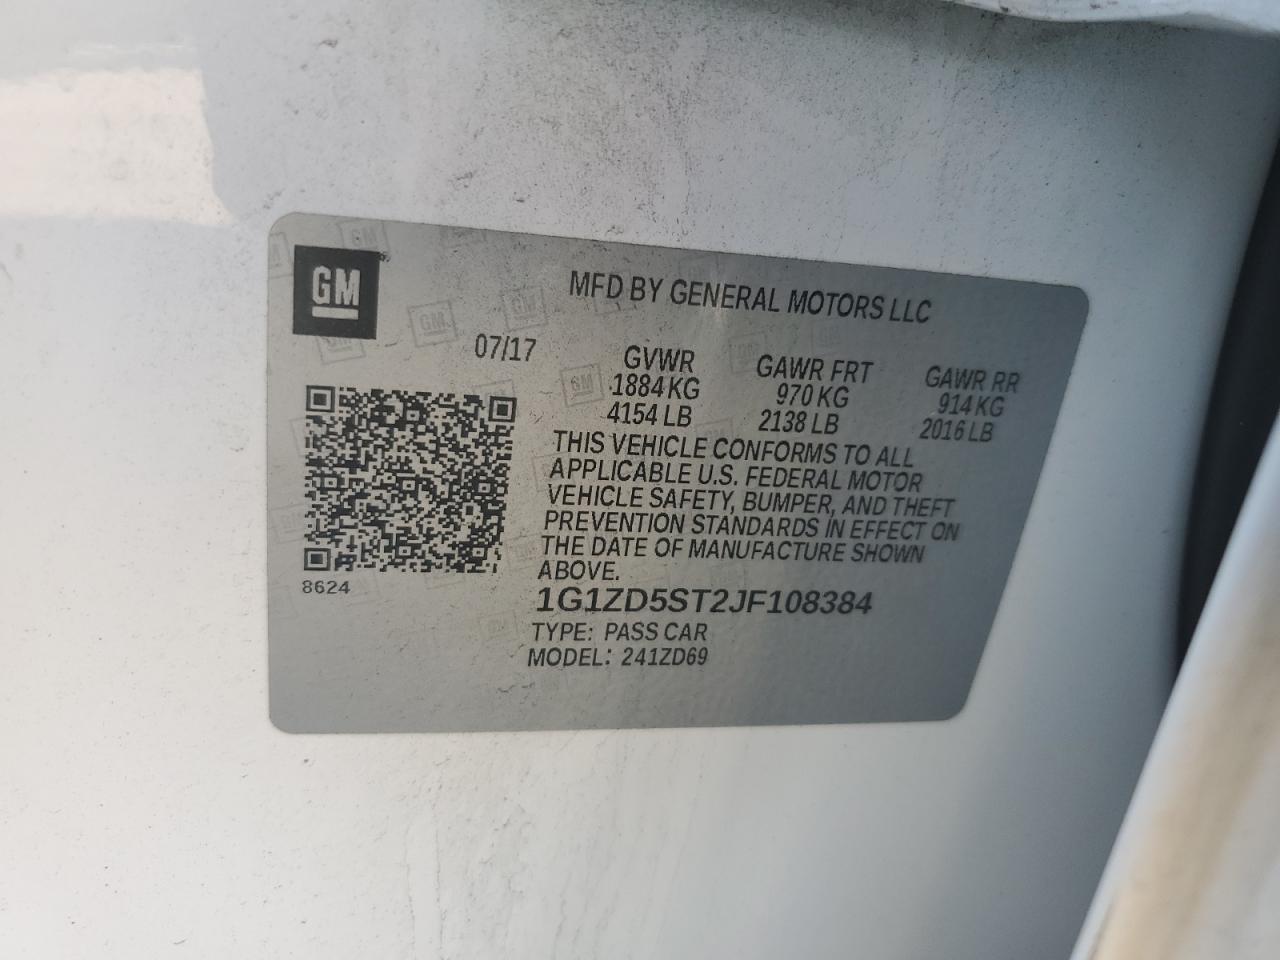 GM
MFD BY GENERAL MOTORS LLC
07/17
GVWR GAWR FRT GAWR RR
1884 KG 970 KG 914 KG
4154 LB 2138 LB 2016 LB
THIS VEHICLE CONFORMS TO ALL
APPLICABLE U.S. FEDERAL MOTOR
VEHICLE SAFETY, BUMPER, AND THEFT
PREVENTION STANDARDS IN EFFECT ON
THE DATE OF MANUFACTURE SHOWN
ABOVE.
8624
1G1ZD5ST2JF108384
TYPE: PASS CAR
MODEL: 241ZD69